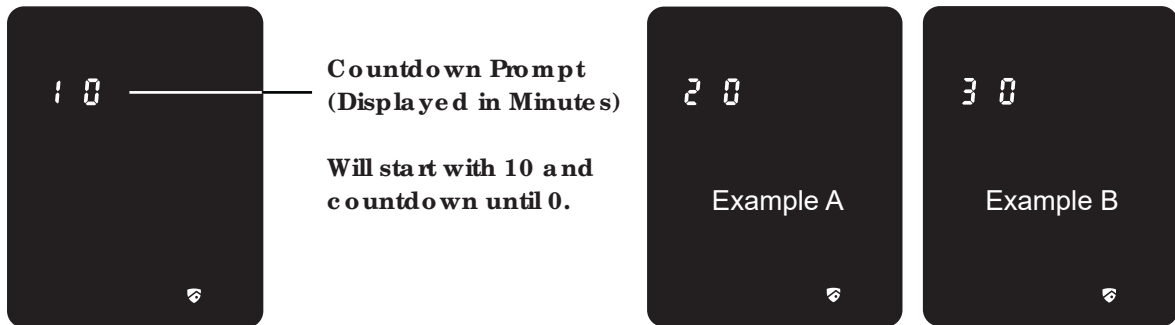 10
Countdown Prompt
(Displayed in Minutes)
Will start with 10 and
countdown until 0.
20
Example A
30
Example B